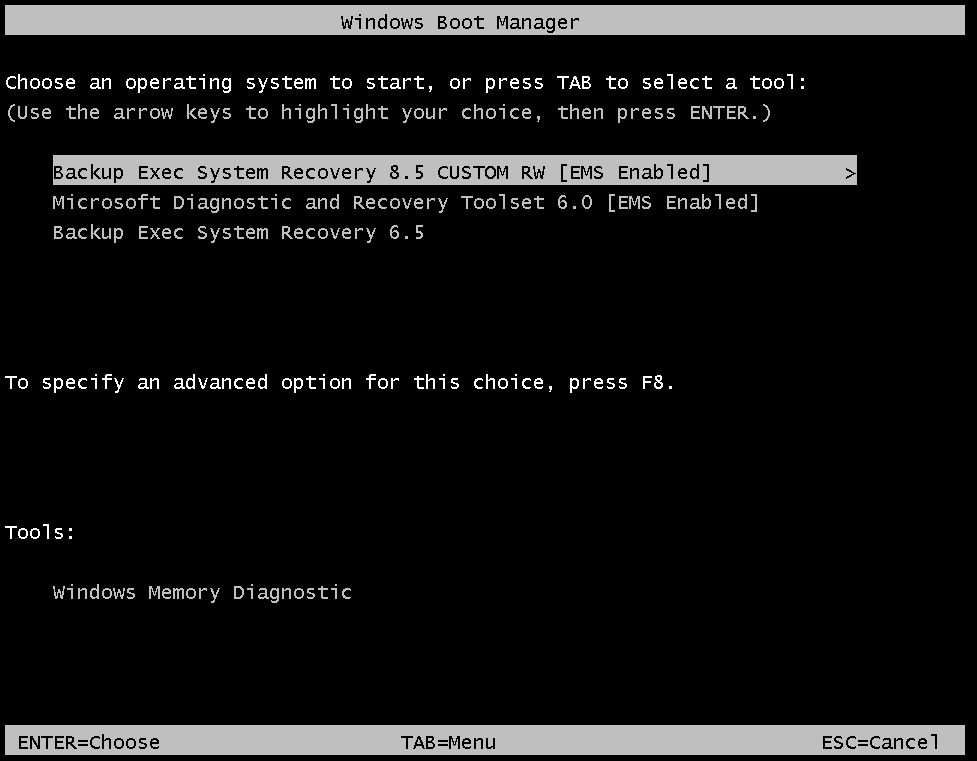 Windows Boot Manager
Choose an operating system to start, or press TAB to select a tool:
(Use the arrow keys to highlight your choice, then press ENTER.)
Backup Exec System Recovery 8.5 CUSTOM RW [EMS Enabled] >
Microsoft Diagnostic and Recovery Toolset 6.0 [EMS Enabled]
Backup Exec System Recovery 6.5
To specify an advanced option for this choice, press F8.
Tools:
Windows Memory Diagnostic
ENTER=Choose TAB=Menu ESC=Cancel